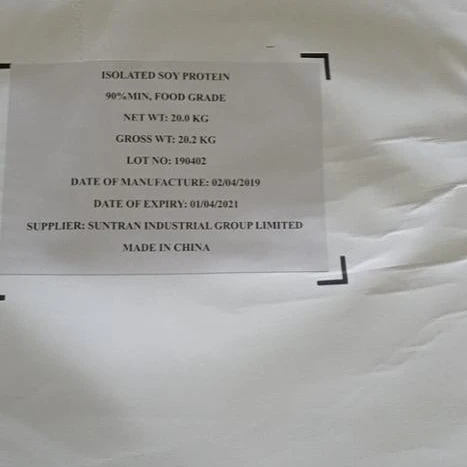 ISOLATED SOY PROTEIN
90%MIN, FOOD GRADE
NET WT: 20.0 KG
GROSS WT: 20.2 KG
LOT NO: 190402
DATE OF MANUFACTURE: 02/04/2019
DATE OF EXPIRY: 01/04/2021
SUPPLIER: SUNTRAN INDUSTRIAL GROUP LIMITED
MADE IN CHINA